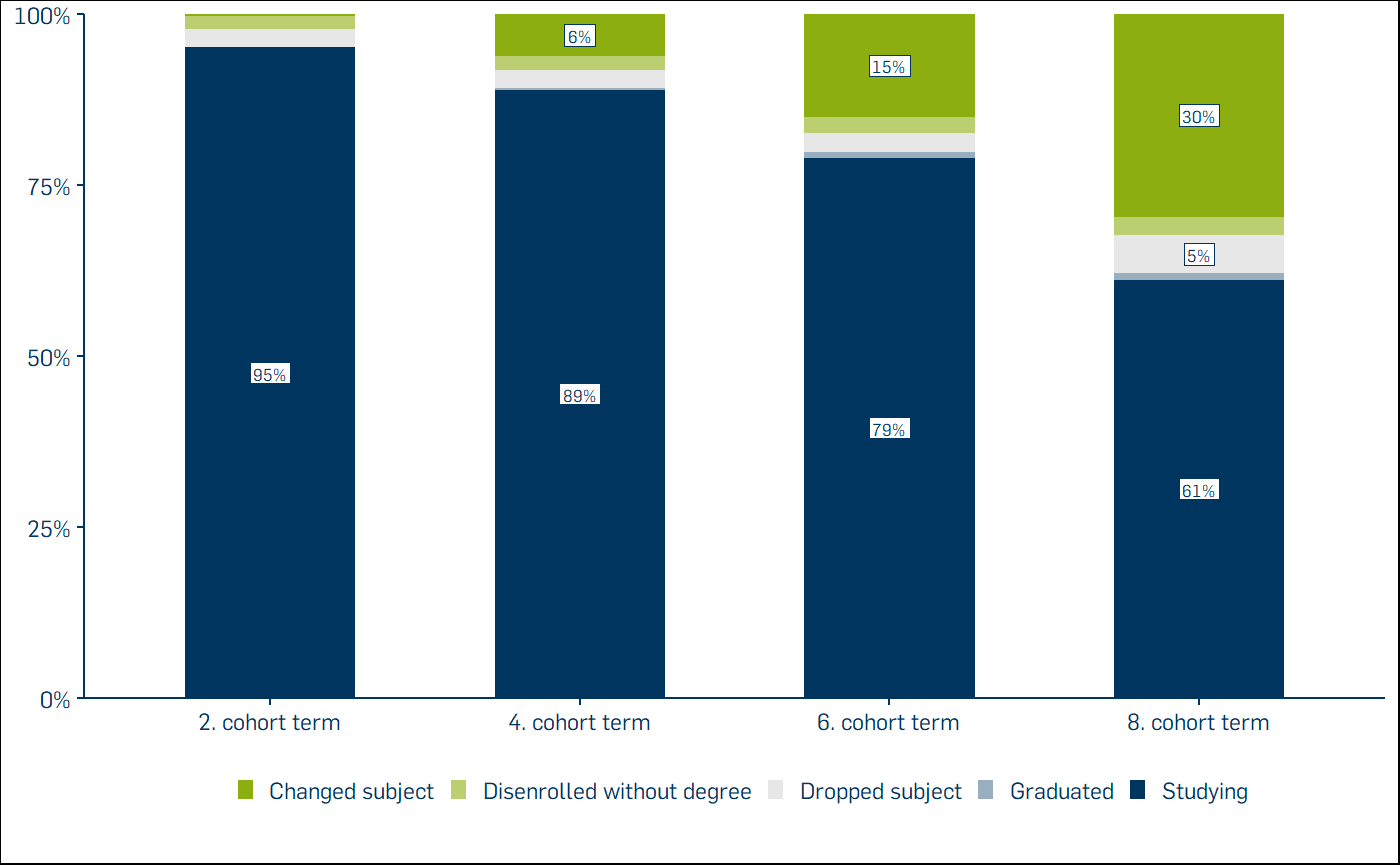 100%
75%
50%
25%
0%
95%
6%
89%
15%
79%
30%
5%
61%
2. cohort term
4. cohort term
6. cohort term
8. cohort term
Changed subject
Disenrolled without degree
Dropped subject
Graduated
Studying